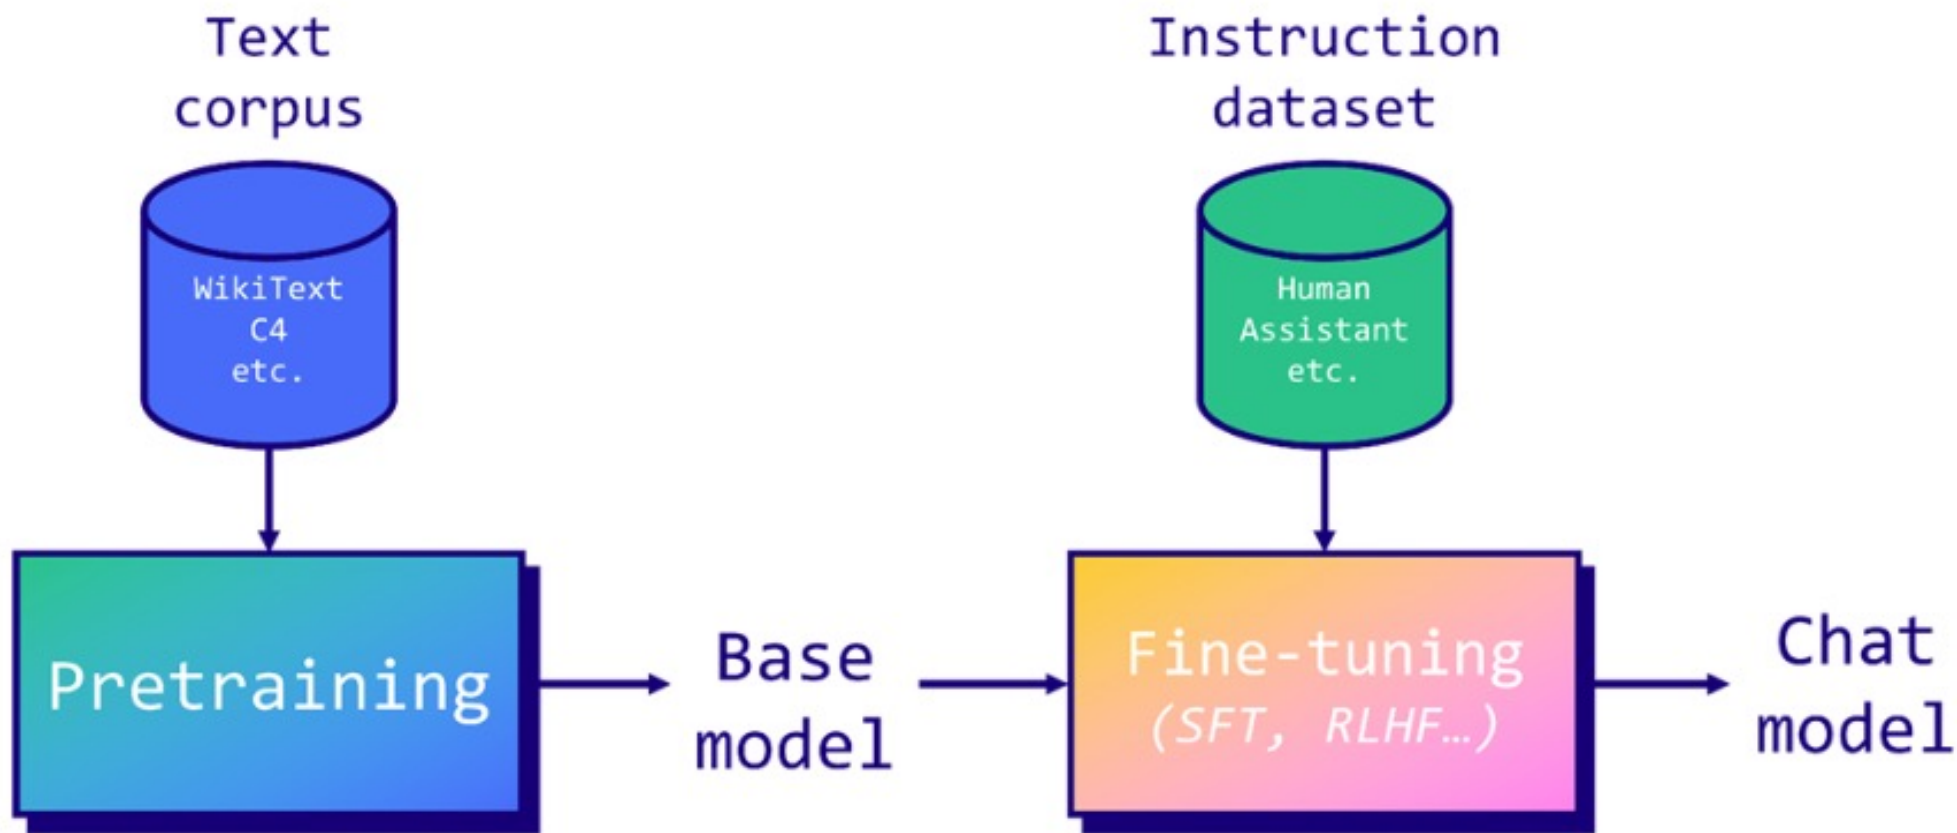 Text
corpus
WikiText
C4
etc.
Pretraining
Base
model
Instruction
dataset
Human
Assistant
etc.
Fine-tuning
(SFT, RLHF…)
Chat
model